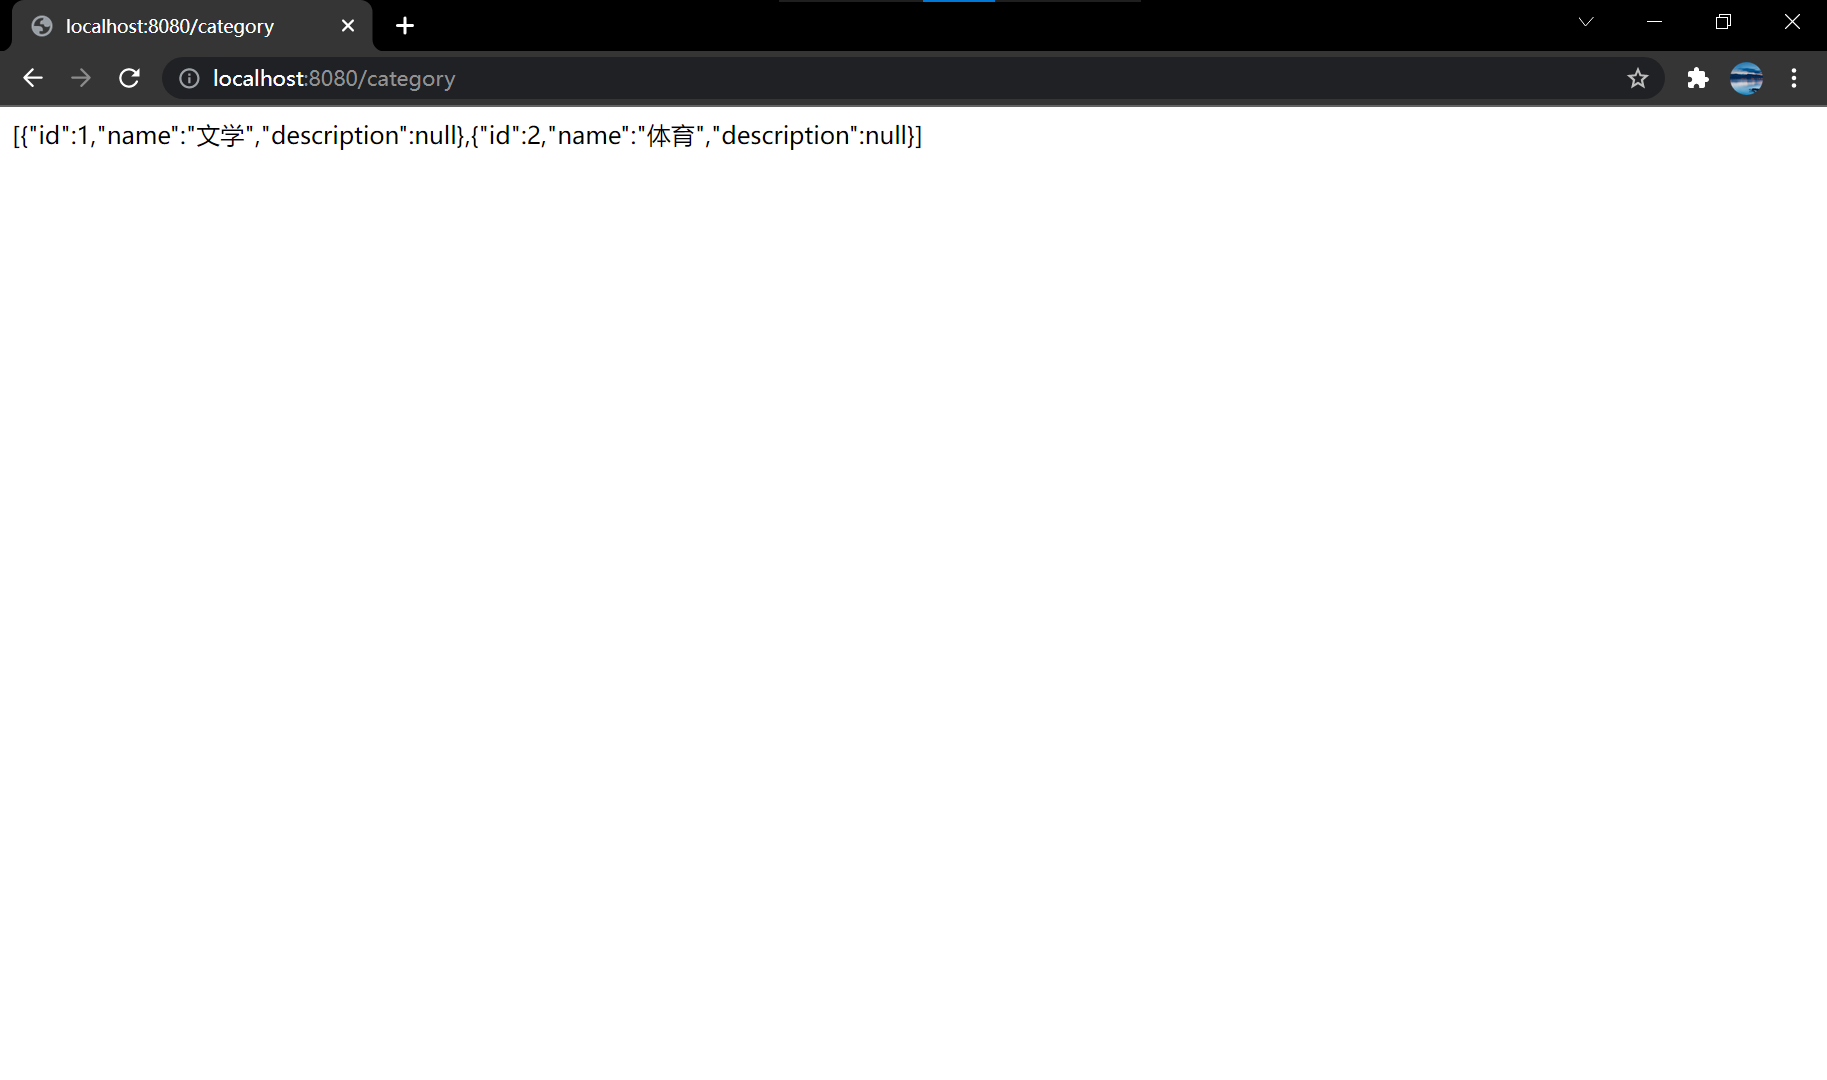 localhost:8080/category
localhost:8080/category
[{"id":1,"name":"文学","description":null},{"id":2,"name":"体育","description":null}]